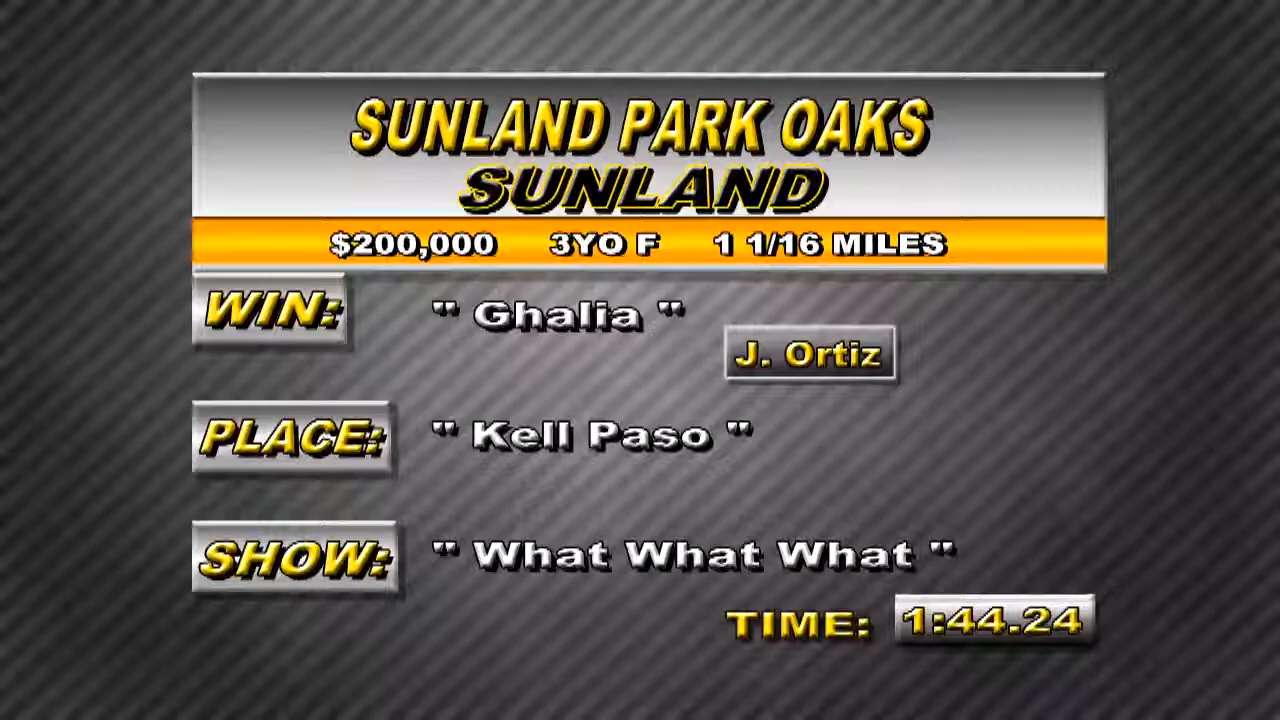 SUNLAND PARK OAKS
SUNLAND
$200,000 3YO F 1 1/16 MILES
WIN: " Ghalia "
J. Ortiz
PLACE: " Kell Paso "
SHOW: " What What What "
TIME: 1:44.24